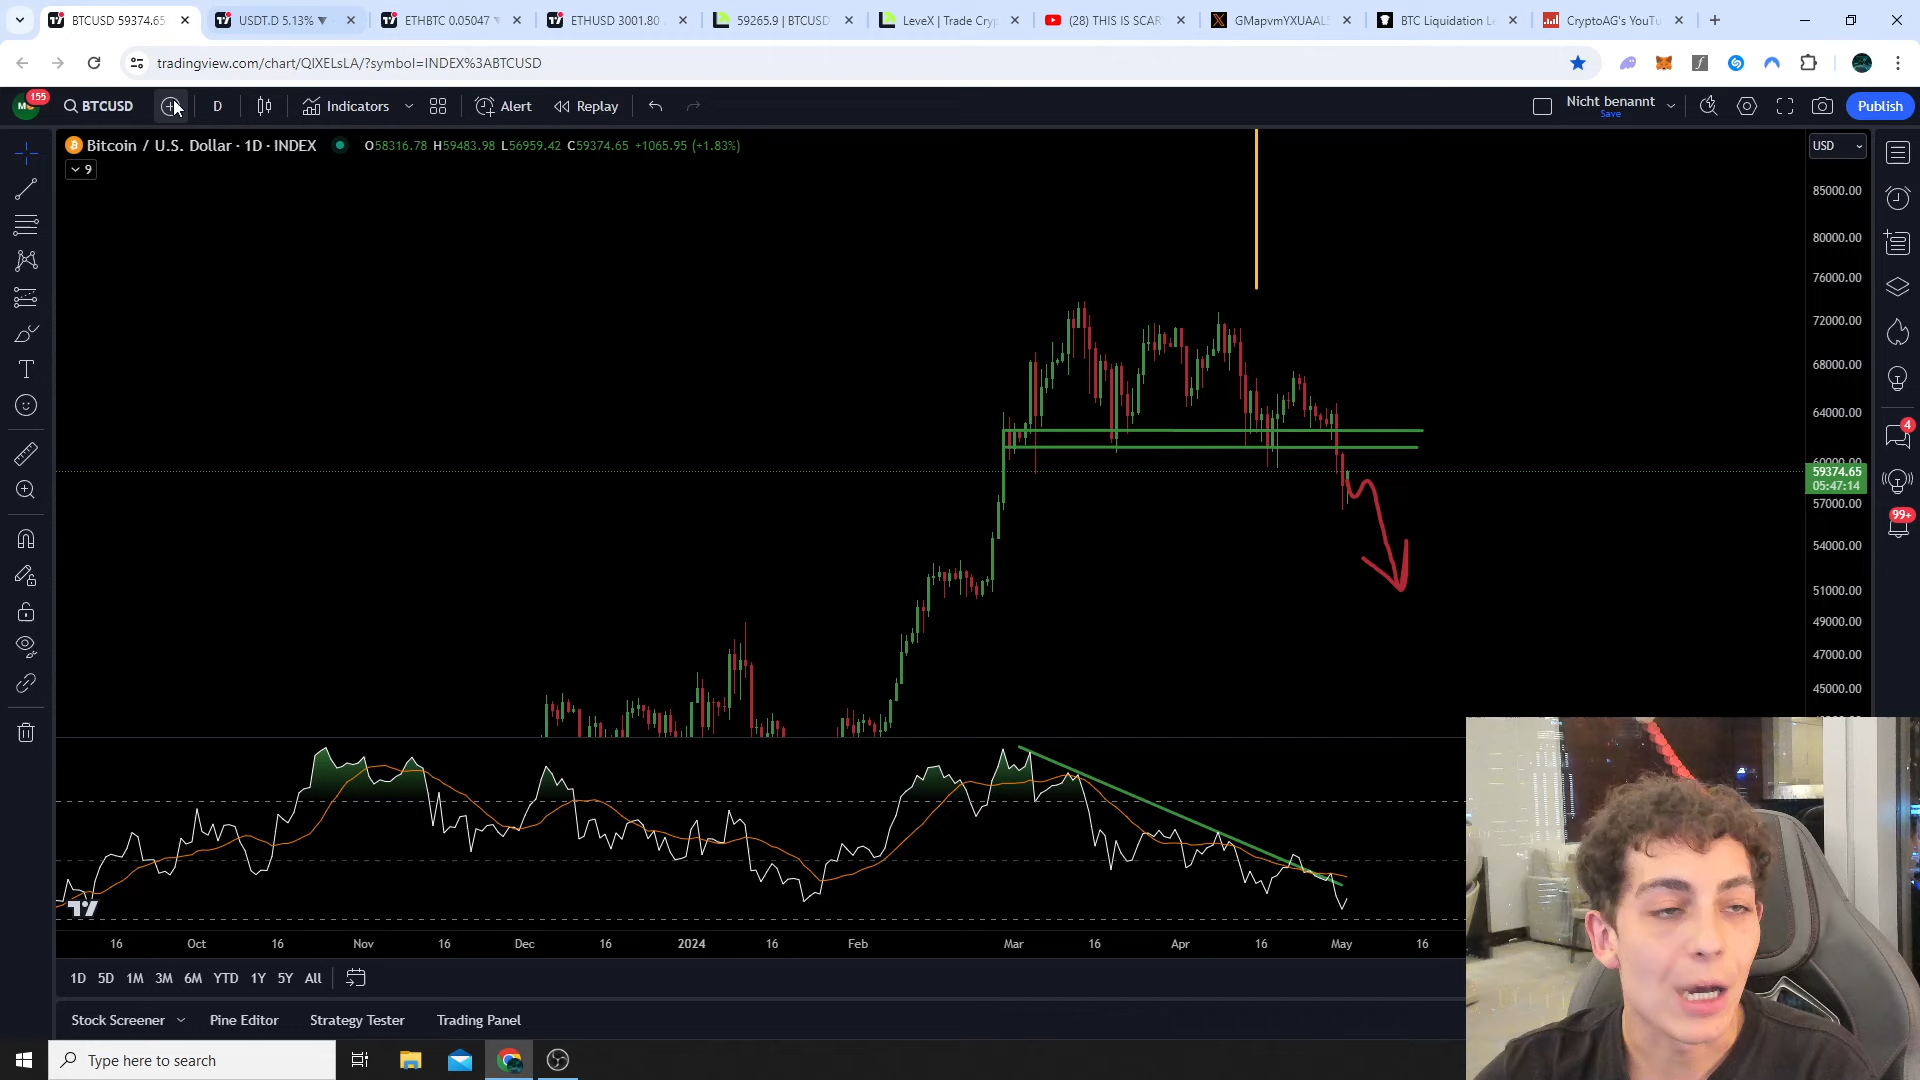 BTCUSD 59374.65
USDT.D 5.13% ▼
ETHBTC 0.05047
ETHUSD 3001.80
59265.9 | BTCUSD
LeveX | Trade Cryp
(28) THIS IS SCAR
GMapvmYXUAAL
BTC Liquidation Le
CryptoAG's YouTu
tradingview.com/chart/QIXELsLA/?symbol=INDEX%3ABTCUSD
155
BTCUSD
D
Indicators
Alert
Replay
Nicht benannt
Save
Publish
Bitcoin / U.S. Dollar · 1D · INDEX
O58316.78 H59483.98 L56959.42 C59374.65 +1065.95 (+1.83%)
9
USD
85000.00
80000.00
76000.00
72000.00
68000.00
64000.00
60000.00
59374.65
05:47:14
57000.00
54000.00
51000.00
49000.00
47000.00
45000.00
4
99+
16 Oct 16 Nov 16 Dec 16 2024 16 Feb Mar 16 Apr 16 May 16
1D 5D 1M 3M 6M YTD 1Y 5Y All
Stock Screener Pine Editor Strategy Tester Trading Panel
Type here to search